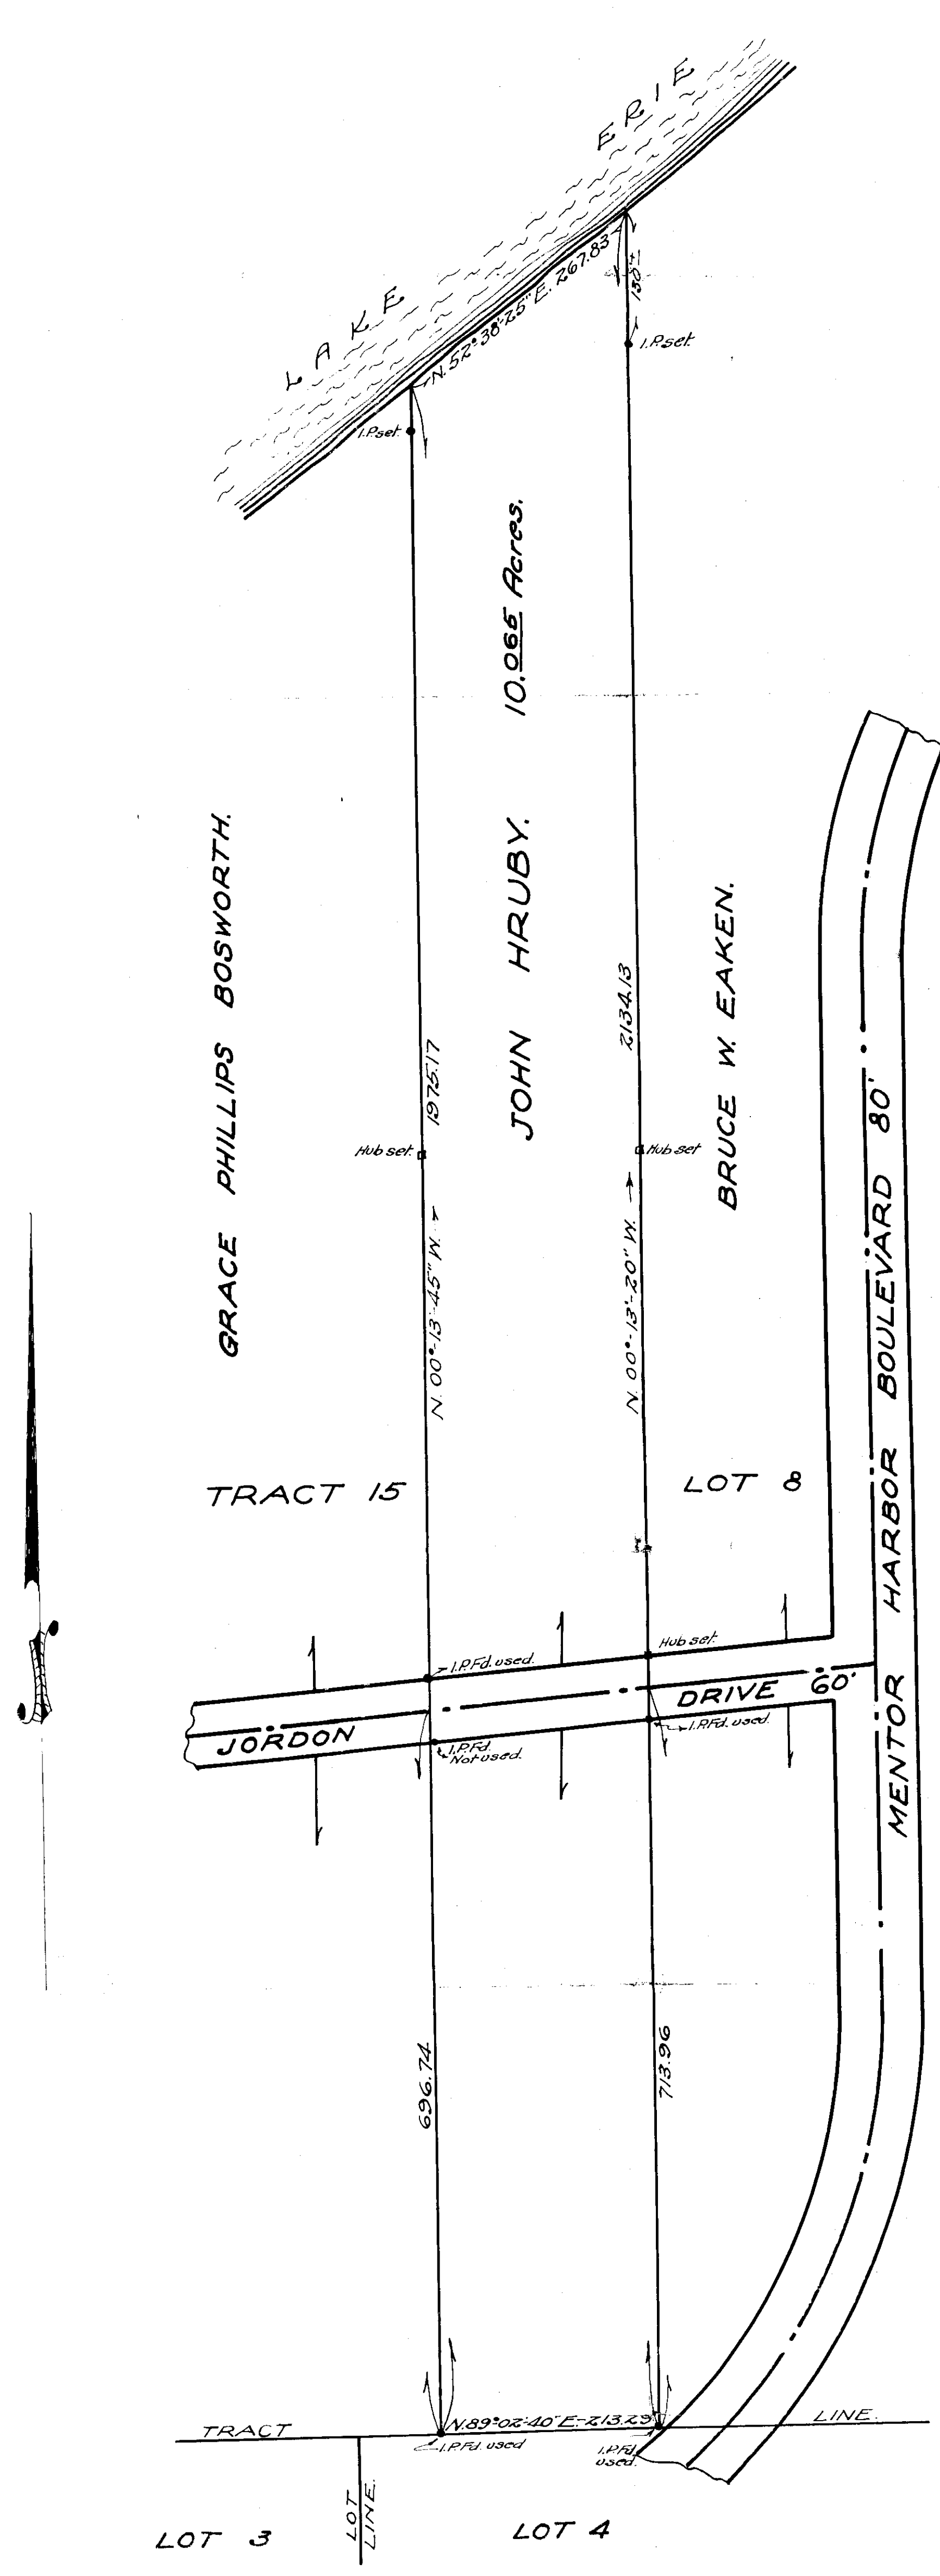 LAKE ERIE
N. 52°-38'-25" E. 267.83
130'±
I.P. set.
I.P. set.
10.065 Acres.
JOHN HRUBY.
GRACE PHILLIPS BOSWORTH.
BRUCE W. EAKEN.
2134.13
1975.17
Hub set.
Hub set
N. 00°-13'-45" W.
N. 00°-13'-20" W.
MENTOR HARBOR BOULEVARD 80'
TRACT 15
LOT 8
Hub set.
I.P. Fd. used.
JORDON DRIVE 60'
I.P. Fd. used.
I.P. Fd.
Not used.
696.74
713.96
TRACT LINE.
N. 89°-02'-40" E.-213.29
I.P. Fd. used
I.P. Fd.
used.
LOT
LINE.
LOT 3
LOT 4